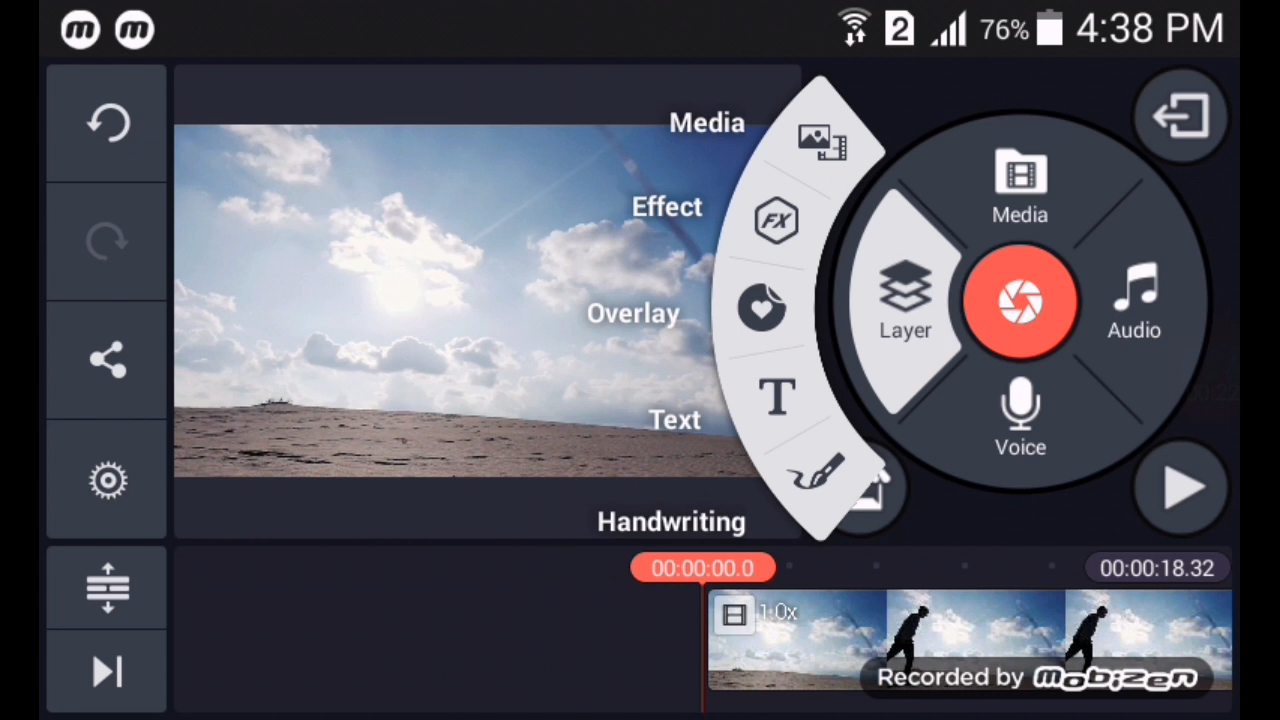 m m 2 76% 4:38 PM
Media
Effect
Overlay
Text
Handwriting
FX
T
Media
Layer
Audio
Voice
00:00:00.0
00:00:18.32
1.0x
Recorded by mobizen